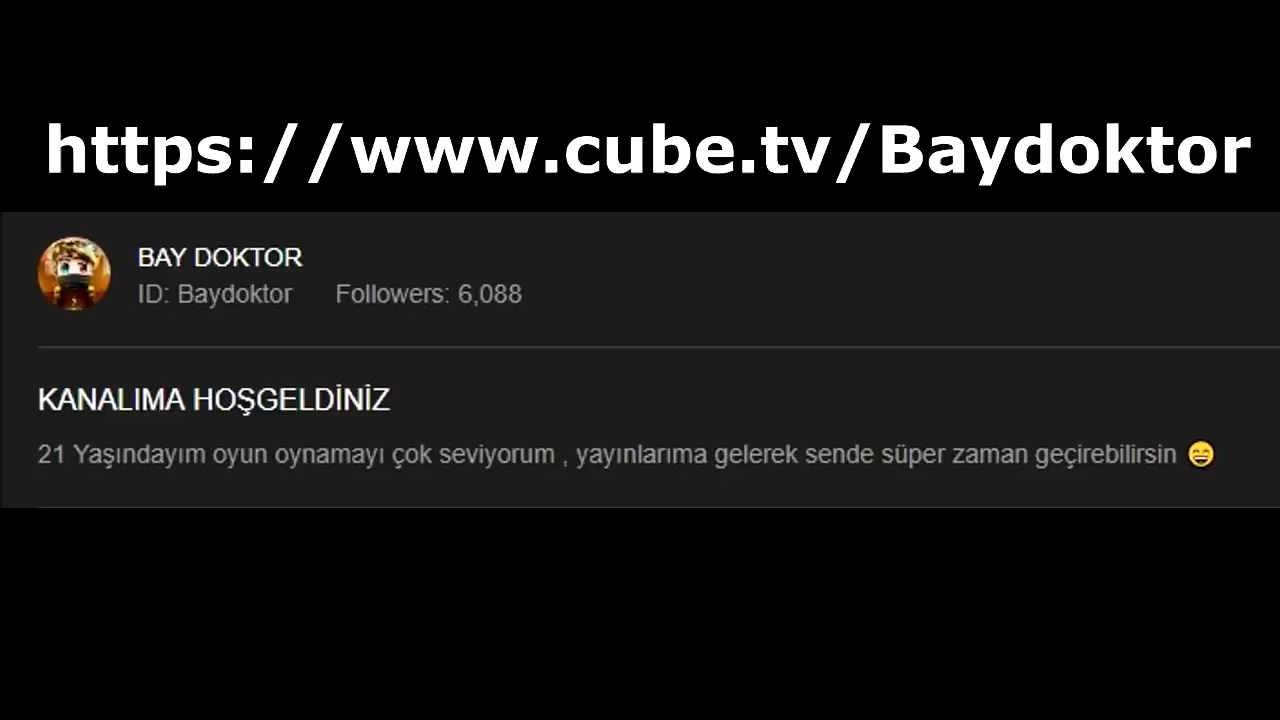 https://www.cube.tv/Baydoktor
BAY DOKTOR
ID: Baydoktor Followers: 6,088
KANALIMA HOŞGELDİNİZ
21 Yaşındayım oyun oynamayı çok seviyorum , yayınlarıma gelerek sende süper zaman geçirebilirsin 😄